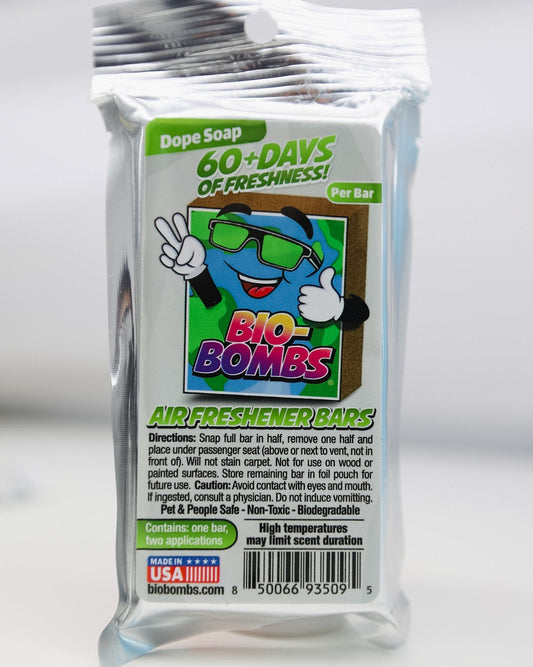 Dope Soap
60+DAYS
OF FRESHNESS!
Per Bar
BIO-
BOMBS®
AIR FRESHENER BARS
Directions: Snap full bar in half, remove one half and
place under passenger seat (above or next to vent, not in
front of). Will not stain carpet. Not for use on wood or
painted surfaces. Store remaining bar in foil pouch for
future use. Caution: Avoid contact with eyes and mouth.
If ingested, consult a physician. Do not induce vomitting.
Pet & People Safe - Non-Toxic - Biodegradable
Contains: one bar,
two applications
High temperatures
may limit scent duration
MADE IN
USA
biobombs.com
8 50066 93509 5